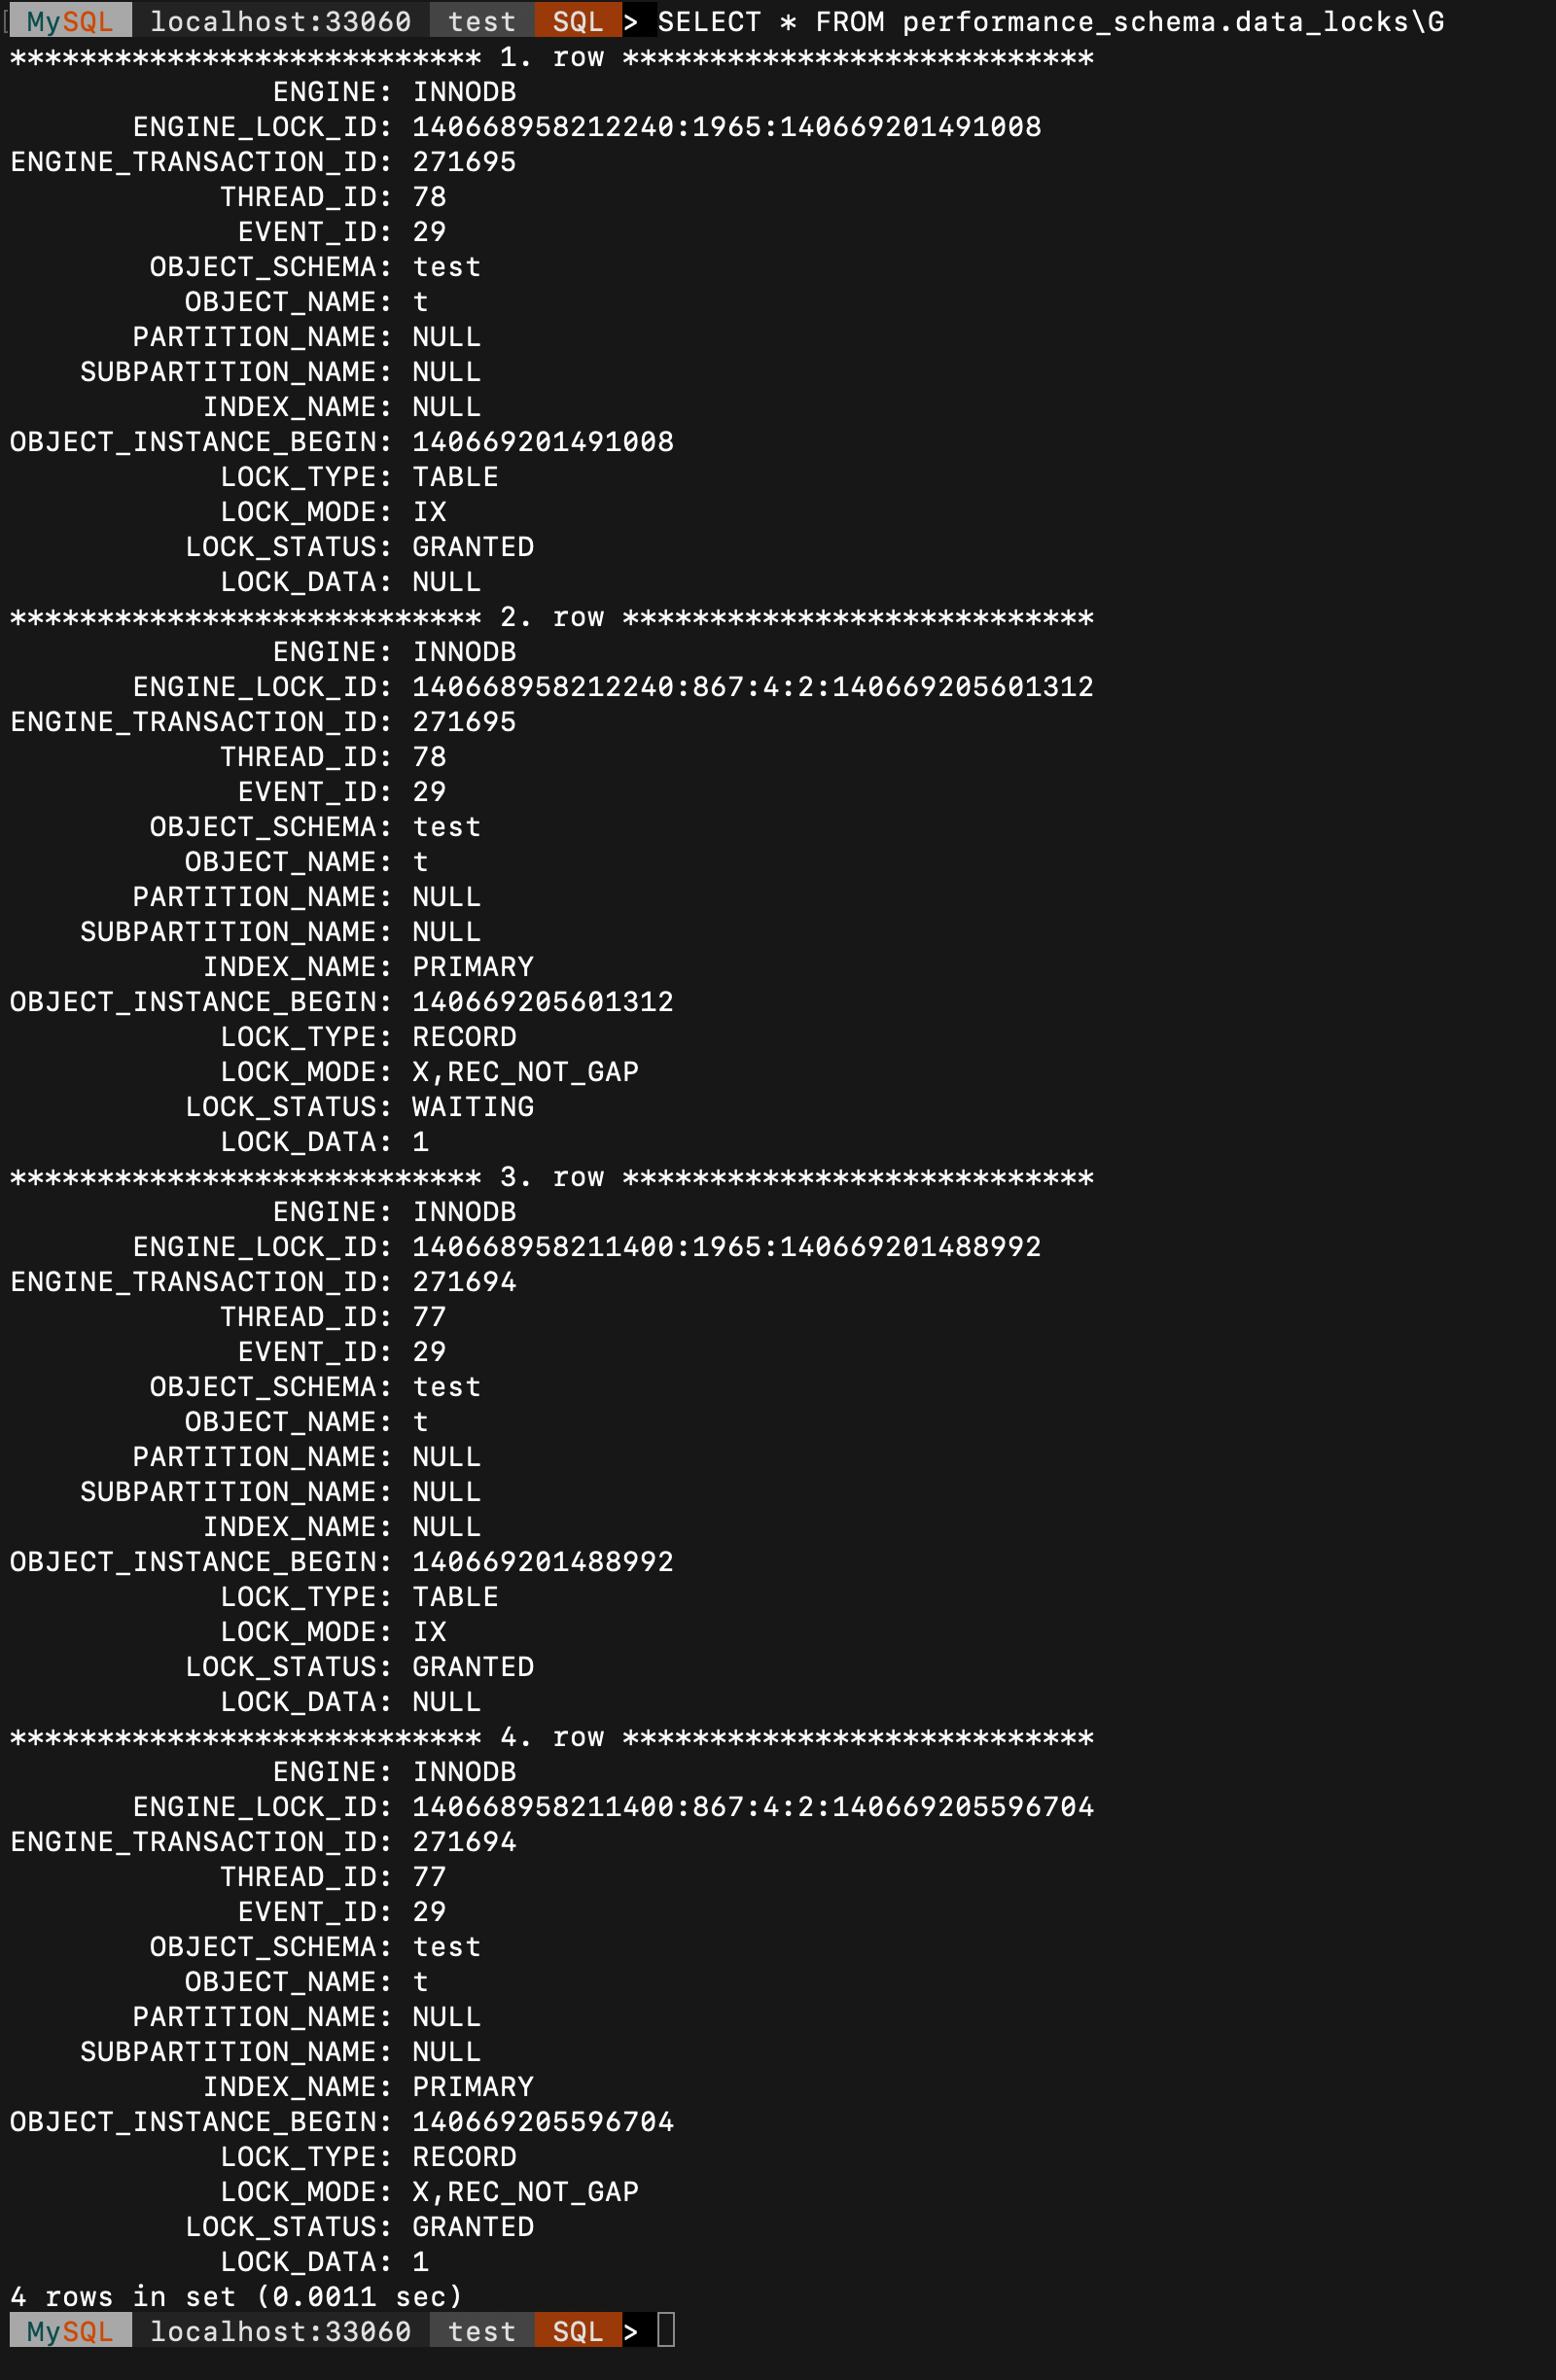 MySQL localhost:33060 test SQL > SELECT * FROM performance_schema.data_locks\G
*************************** 1. row ***************************
ENGINE: INNODB
ENGINE_LOCK_ID: 140668958212240:1965:140669201491008
ENGINE_TRANSACTION_ID: 271695
THREAD_ID: 78
EVENT_ID: 29
OBJECT_SCHEMA: test
OBJECT_NAME: t
PARTITION_NAME: NULL
SUBPARTITION_NAME: NULL
INDEX_NAME: NULL
OBJECT_INSTANCE_BEGIN: 140669201491008
LOCK_TYPE: TABLE
LOCK_MODE: IX
LOCK_STATUS: GRANTED
LOCK_DATA: NULL
*************************** 2. row ***************************
ENGINE: INNODB
ENGINE_LOCK_ID: 140668958212240:867:4:2:140669205601312
ENGINE_TRANSACTION_ID: 271695
THREAD_ID: 78
EVENT_ID: 29
OBJECT_SCHEMA: test
OBJECT_NAME: t
PARTITION_NAME: NULL
SUBPARTITION_NAME: NULL
INDEX_NAME: PRIMARY
OBJECT_INSTANCE_BEGIN: 140669205601312
LOCK_TYPE: RECORD
LOCK_MODE: X,REC_NOT_GAP
LOCK_STATUS: WAITING
LOCK_DATA: 1
*************************** 3. row ***************************
ENGINE: INNODB
ENGINE_LOCK_ID: 140668958211400:1965:140669201488992
ENGINE_TRANSACTION_ID: 271694
THREAD_ID: 77
EVENT_ID: 29
OBJECT_SCHEMA: test
OBJECT_NAME: t
PARTITION_NAME: NULL
SUBPARTITION_NAME: NULL
INDEX_NAME: NULL
OBJECT_INSTANCE_BEGIN: 140669201488992
LOCK_TYPE: TABLE
LOCK_MODE: IX
LOCK_STATUS: GRANTED
LOCK_DATA: NULL
*************************** 4. row ***************************
ENGINE: INNODB
ENGINE_LOCK_ID: 140668958211400:867:4:2:140669205596704
ENGINE_TRANSACTION_ID: 271694
THREAD_ID: 77
EVENT_ID: 29
OBJECT_SCHEMA: test
OBJECT_NAME: t
PARTITION_NAME: NULL
SUBPARTITION_NAME: NULL
INDEX_NAME: PRIMARY
OBJECT_INSTANCE_BEGIN: 140669205596704
LOCK_TYPE: RECORD
LOCK_MODE: X,REC_NOT_GAP
LOCK_STATUS: GRANTED
LOCK_DATA: 1
4 rows in set (0.0011 sec)
MySQL localhost:33060 test SQL >